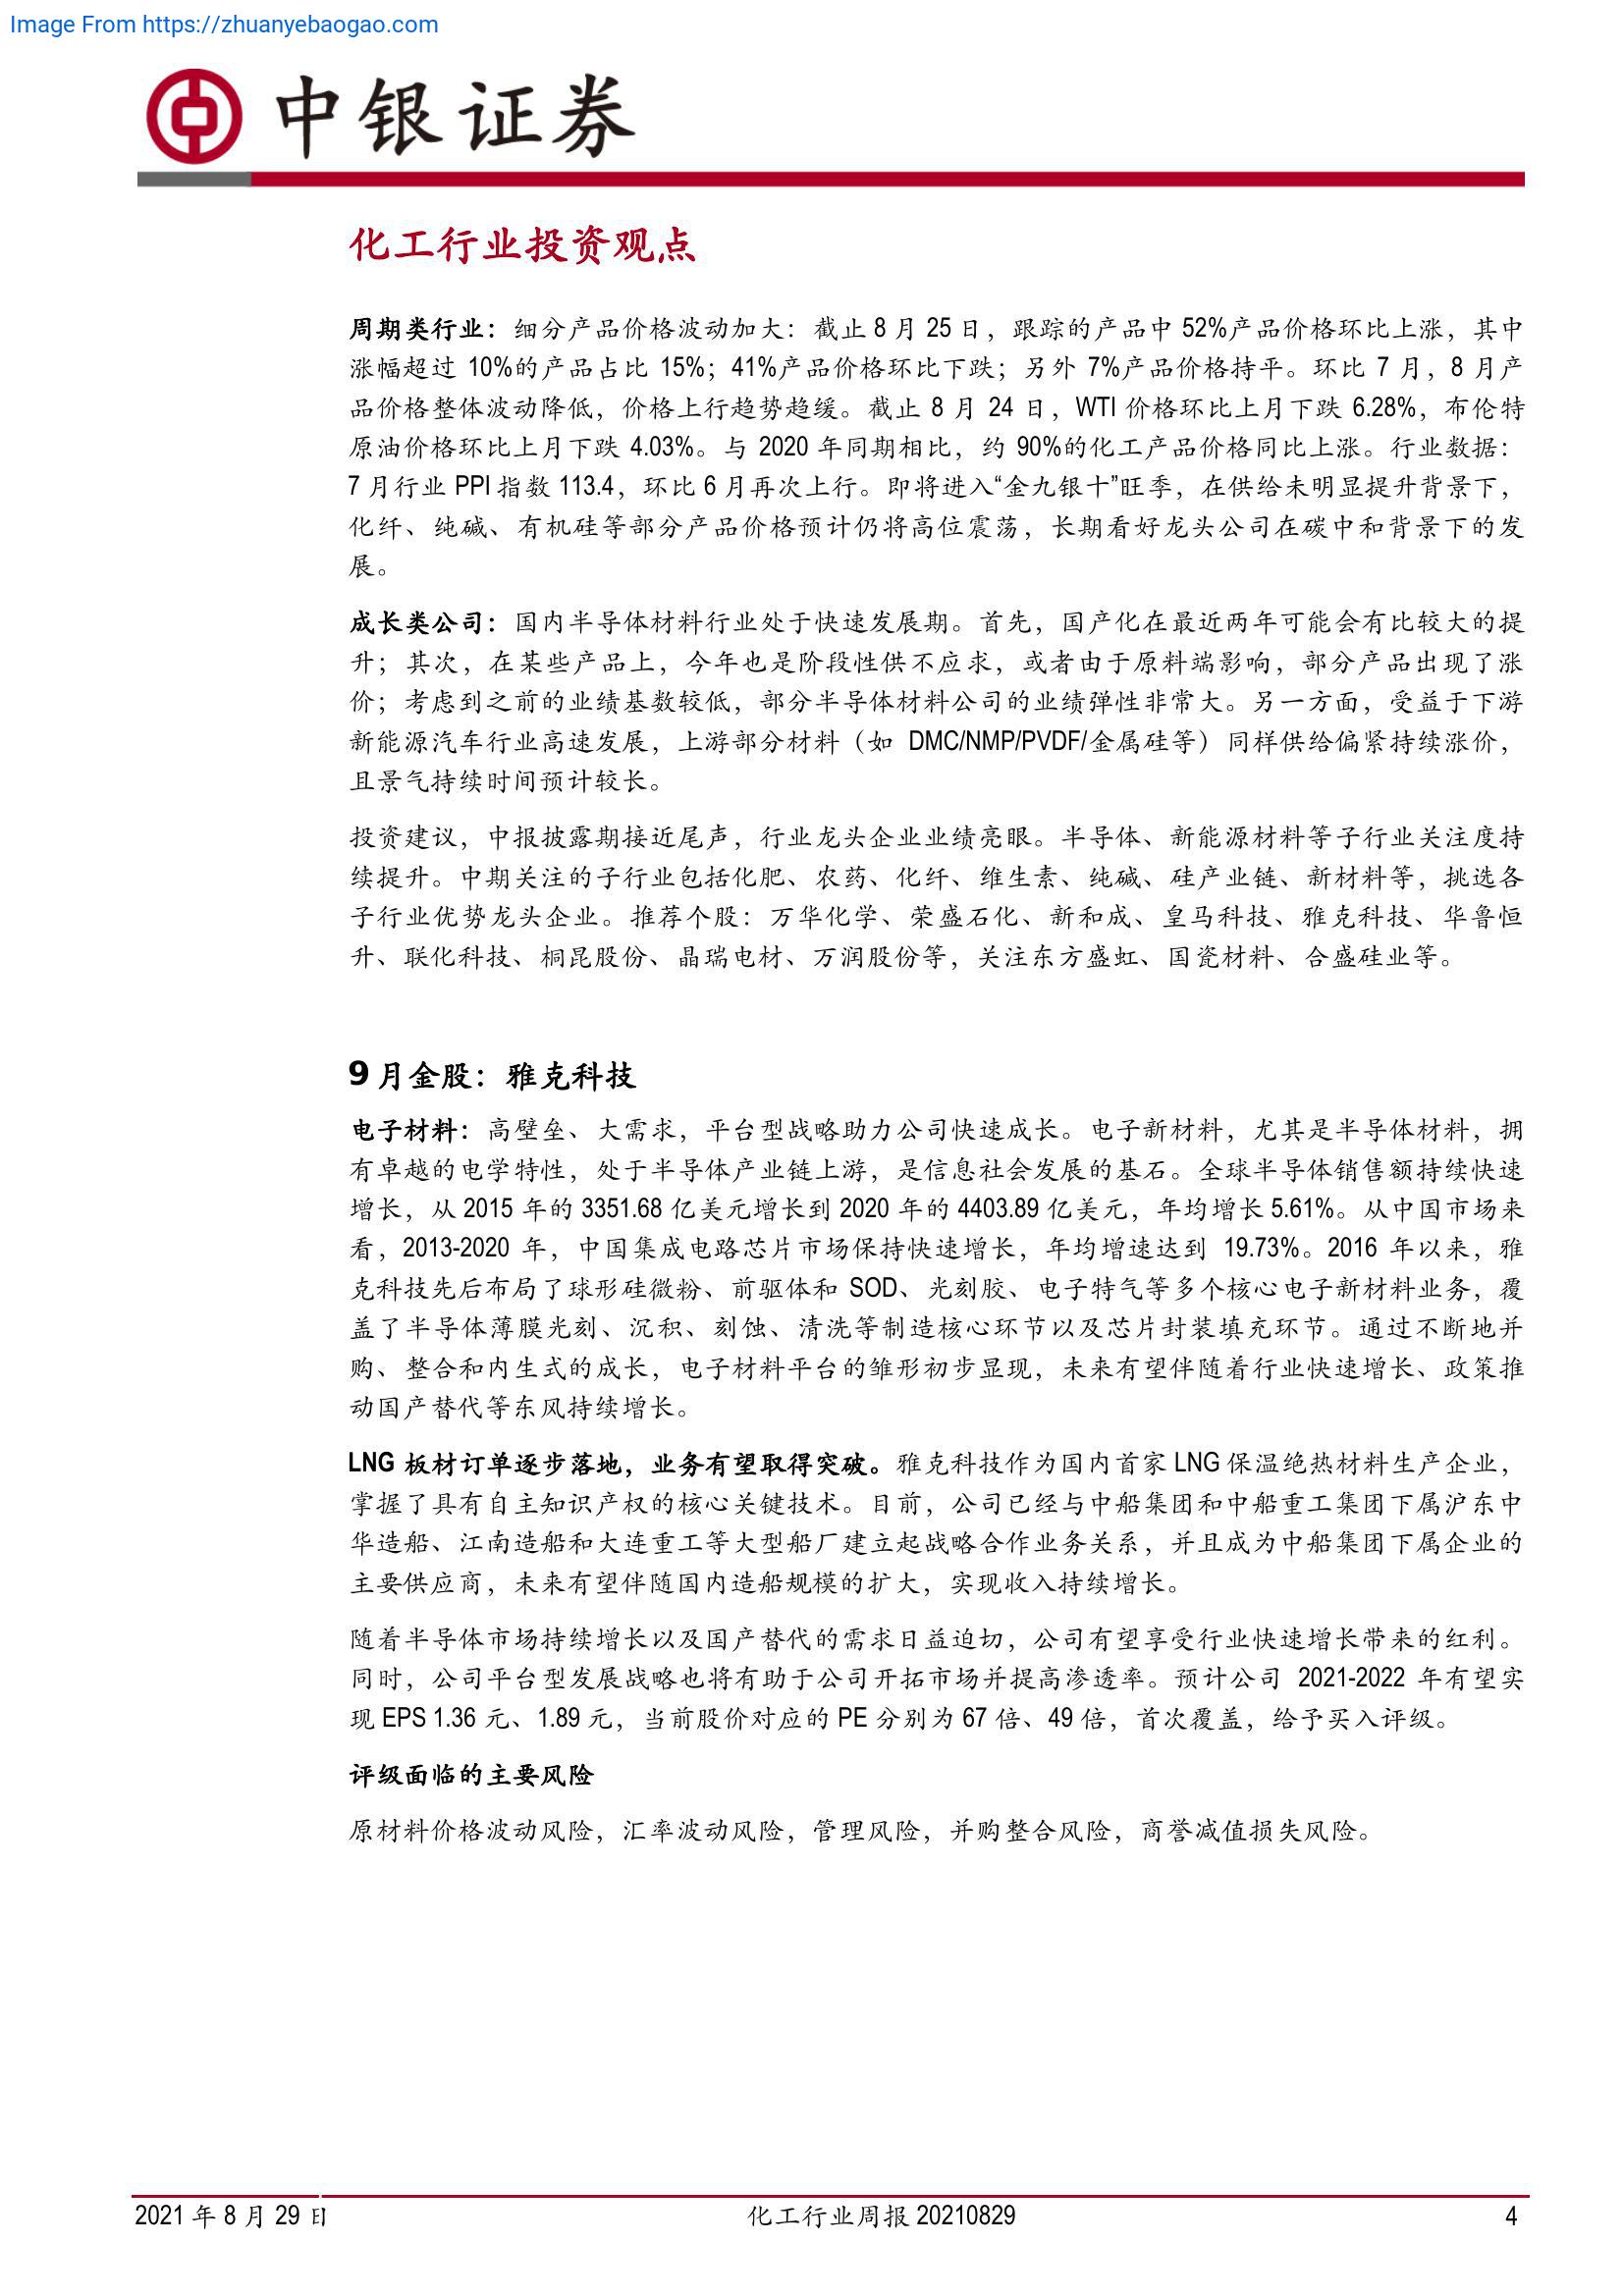 Image From https://zhuanyebaogao.com
中银证券
化工行业投资观点
周期类行业：细分产品价格波动加大：截止 8 月 25 日，跟踪的产品中 52%产品价格环比上涨，其中
涨幅超过 10%的产品占比 15%；41%产品价格环比下跌；另外 7%产品价格持平。环比 7 月，8 月产
品价格整体波动降低，价格上行趋势趋缓。截止 8 月 24 日，WTI 价格环比上月下跌 6.28%，布伦特
原油价格环比上月下跌 4.03%。与 2020 年同期相比，约 90%的化工产品价格同比上涨。行业数据：
7 月行业 PPI 指数 113.4，环比 6 月再次上行。即将进入“金九银十”旺季，在供给未明显提升背景下，
化纤、纯碱、有机硅等部分产品价格预计仍将高位震荡，长期看好龙头公司在碳中和背景下的发
展。
成长类公司：国内半导体材料行业处于快速发展期。首先，国产化在最近两年可能会有比较大的提
升；其次，在某些产品上，今年也是阶段性供不应求，或者由于原料端影响，部分产品出现了涨
价；考虑到之前的业绩基数较低，部分半导体材料公司的业绩弹性非常大。另一方面，受益于下游
新能源汽车行业高速发展，上游部分材料（如 DMC/NMP/PVDF/金属硅等）同样供给偏紧持续涨价，
且景气持续时间预计较长。
投资建议，中报披露期接近尾声，行业龙头企业业绩亮眼。半导体、新能源材料等子行业关注度持
续提升。中期关注的子行业包括化肥、农药、化纤、维生素、纯碱、硅产业链、新材料等，挑选各
子行业优势龙头企业。推荐个股：万华化学、荣盛石化、新和成、皇马科技、雅克科技、华鲁恒
升、联化科技、桐昆股份、晶瑞电材、万润股份等，关注东方盛虹、国瓷材料、合盛硅业等。
9 月金股：雅克科技
电子材料：高壁垒、大需求，平台型战略助力公司快速成长。电子新材料，尤其是半导体材料，拥
有卓越的电学特性，处于半导体产业链上游，是信息社会发展的基石。全球半导体销售额持续快速
增长，从 2015 年的 3351.68 亿美元增长到 2020 年的 4403.89 亿美元，年均增长 5.61%。从中国市场来
看，2013-2020 年，中国集成电路芯片市场保持快速增长，年均增速达到 19.73%。2016 年以来，雅
克科技先后布局了球形硅微粉、前驱体和 SOD、光刻胶、电子特气等多个核心电子新材料业务，覆
盖了半导体薄膜光刻、沉积、刻蚀、清洗等制造核心环节以及芯片封装填充环节。通过不断地并
购、整合和内生式的成长，电子材料平台的雏形初步显现，未来有望伴随着行业快速增长、政策推
动国产替代等东风持续增长。
LNG 板材订单逐步落地，业务有望取得突破。雅克科技作为国内首家 LNG 保温绝热材料生产企业，
掌握了具有自主知识产权的核心关键技术。目前，公司已经与中船集团和中船重工集团下属沪东中
华造船、江南造船和大连重工等大型船厂建立起战略合作业务关系，并且成为中船集团下属企业的
主要供应商，未来有望伴随国内造船规模的扩大，实现收入持续增长。
随着半导体市场持续增长以及国产替代的需求日益迫切，公司有望享受行业快速增长带来的红利。
同时，公司平台型发展战略也将有助于公司开拓市场并提高渗透率。预计公司 2021-2022 年有望实
现 EPS 1.36 元、1.89 元，当前股价对应的 PE 分别为 67 倍、49 倍，首次覆盖，给予买入评级。
评级面临的主要风险
原材料价格波动风险，汇率波动风险，管理风险，并购整合风险，商誉减值损失风险。
2021 年 8 月 29 日
化工行业周报 20210829
4